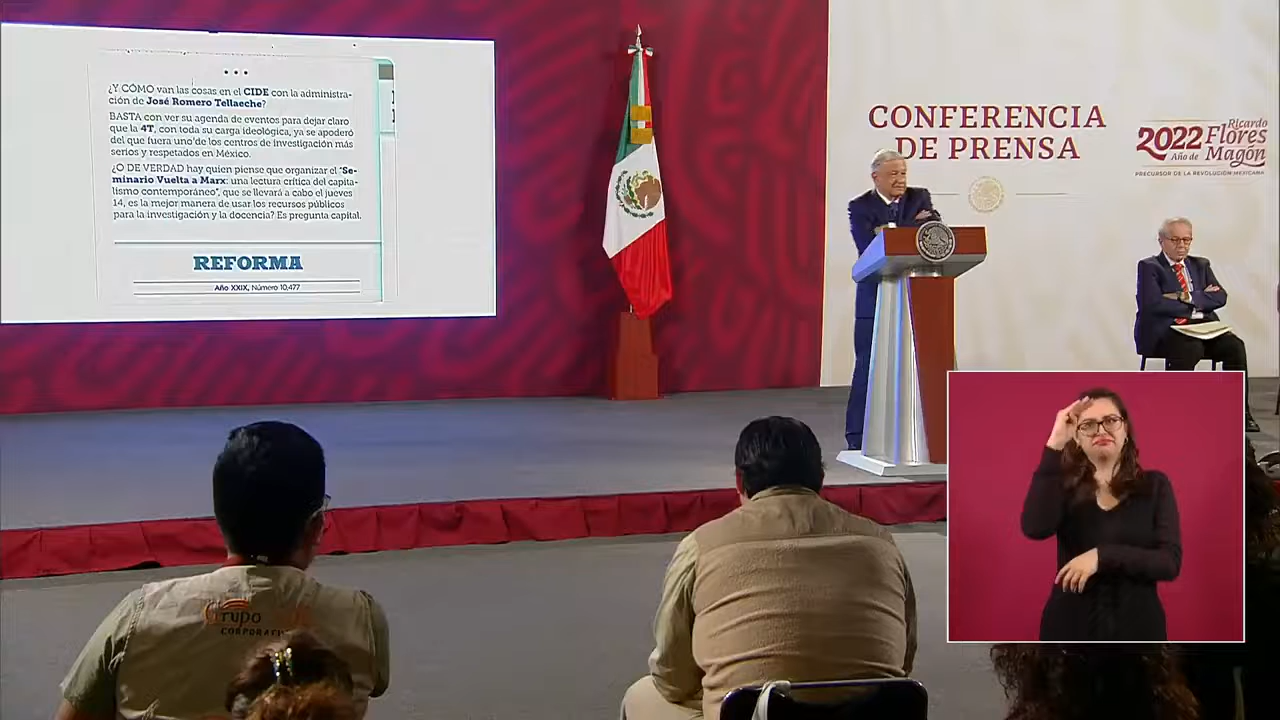 • • •
¿Y CÓMO van las cosas en el CIDE con la administra-
ción de José Romero Tellaeche?
BASTA con ver su agenda de eventos para dejar claro
que la 4T, con toda su carga ideológica, ya se apoderó
del que fuera uno de los centros de investigación más
serios y respetados en México.
¿O DE VERDAD hay quien piense que organizar el "Se-
minario Vuelta a Marx: una lectura crítica del capita-
lismo contemporáneo", que se llevará a cabo el jueves
14, es la mejor manera de usar los recursos públicos
para la investigación y la docencia? Es pregunta capital.
REFORMA
Año XXIX, Número 10,477
CONFERENCIA
DE PRENSA
2022
Año de
Ricardo
Flores
Magón
PRECURSOR DE LA REVOLUCIÓN MEXICANA
Grupo